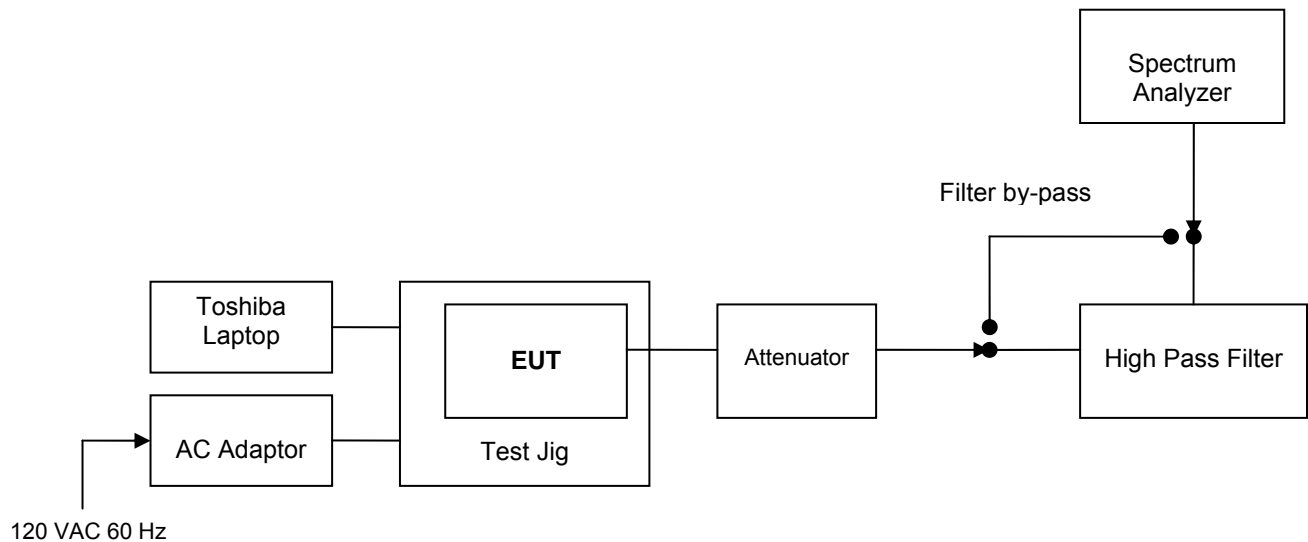 Spectrum
Analyzer
Filter by-pass
Toshiba
Laptop
EUT
Attenuator
High Pass Filter
AC Adaptor
Test Jig
120 VAC 60 Hz